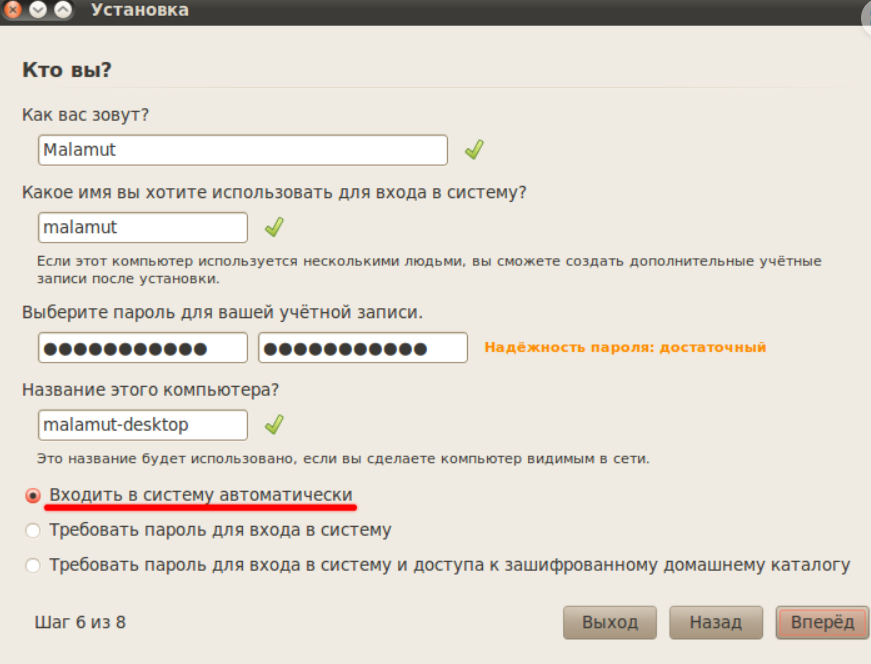 Установка
Кто вы?
Как вас зовут?
Malamut
Какое имя вы хотите использовать для входа в систему?
malamut
Если этот компьютер используется несколькими людьми, вы сможете создать дополнительные учётные
записи после установки.
Выберите пароль для вашей учётной записи.
●●●●●●●●●●● ●●●●●●●●●●● Надёжность пароля: достаточный
Название этого компьютера?
malamut-desktop
Это название будет использовано, если вы сделаете компьютер видимым в сети.
Входить в систему автоматически
Требовать пароль для входа в систему
Требовать пароль для входа в систему и доступа к зашифрованному домашнему каталогу
Шаг 6 из 8 Выход Назад Вперёд